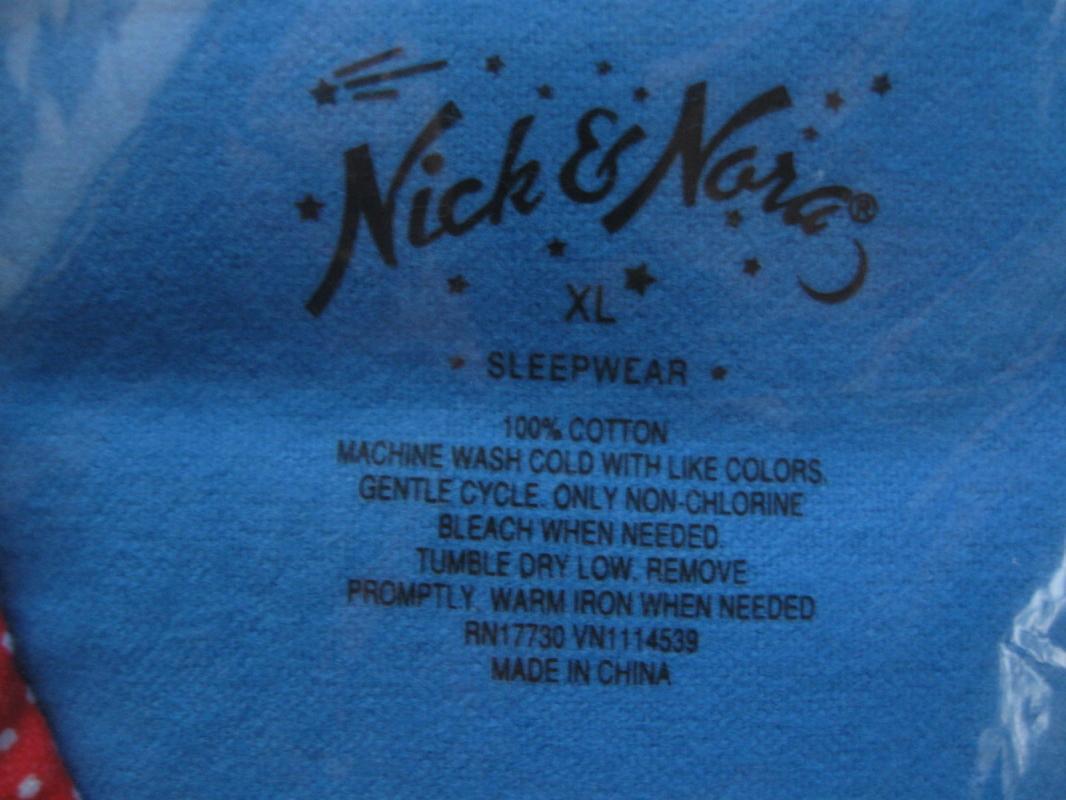 Nick & Nora®
XL
SLEEPWEAR
100% COTTON
MACHINE WASH COLD WITH LIKE COLORS,
GENTLE CYCLE. ONLY NON-CHLORINE
BLEACH WHEN NEEDED.
TUMBLE DRY LOW. REMOVE
PROMPTLY. WARM IRON WHEN NEEDED
RN17730 VN1114539
MADE IN CHINA